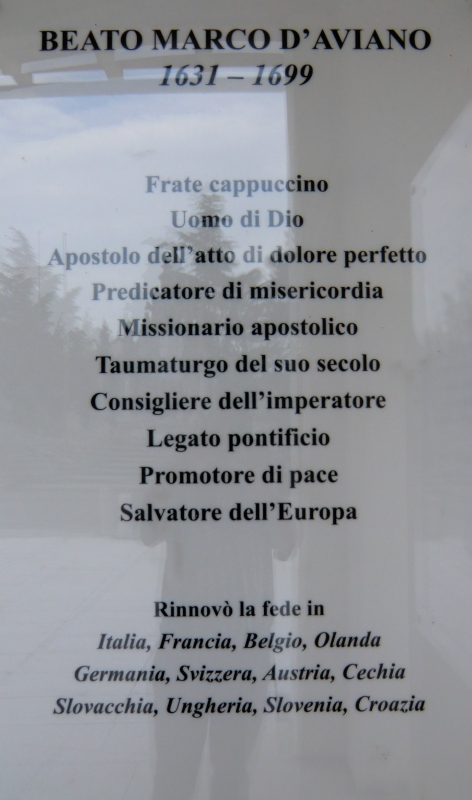 BEATO MARCO D'AVIANO
1631 – 1699
Frate cappuccino
Uomo di Dio
Apostolo dell'atto di dolore perfetto
Predicatore di misericordia
Missionario apostolico
Taumaturgo del suo secolo
Consigliere dell'imperatore
Legato pontificio
Promotore di pace
Salvatore dell'Europa
Rinnovò la fede in
Italia, Francia, Belgio, Olanda
Germania, Svizzera, Austria, Cechia
Slovacchia, Ungheria, Slovenia, Croazia